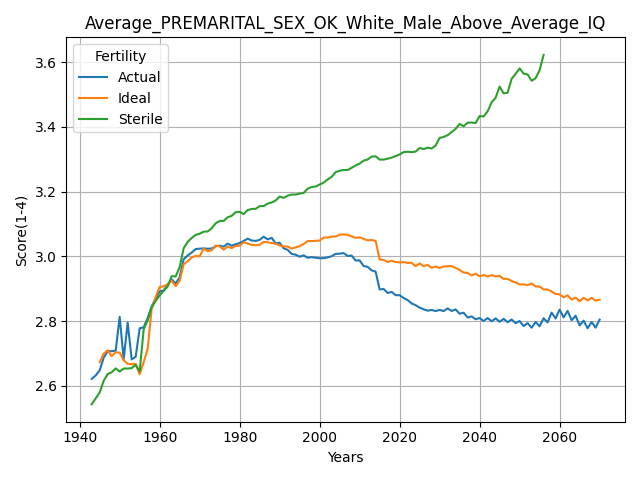 Average_PREMARITAL_SEX_OK_White_Male_Above_Average_IQ
Fertility
Actual
Ideal
Sterile
Score(1-4)
3.6
3.4
3.2
3.0
2.8
2.6
1940
1960
1980
2000
2020
2040
2060
Years